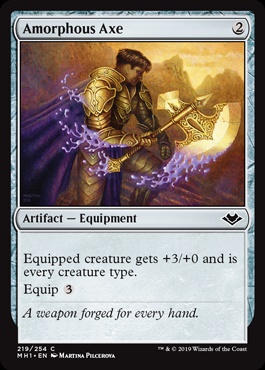 Amorphous Axe 2
Artifact — Equipment
Equipped creature gets +3/+0 and is
every creature type.
Equip 3
A weapon forged for every hand.
219/254 C
MH1 • EN Martina Pilcerova
™ & © 2019 Wizards of the Coast